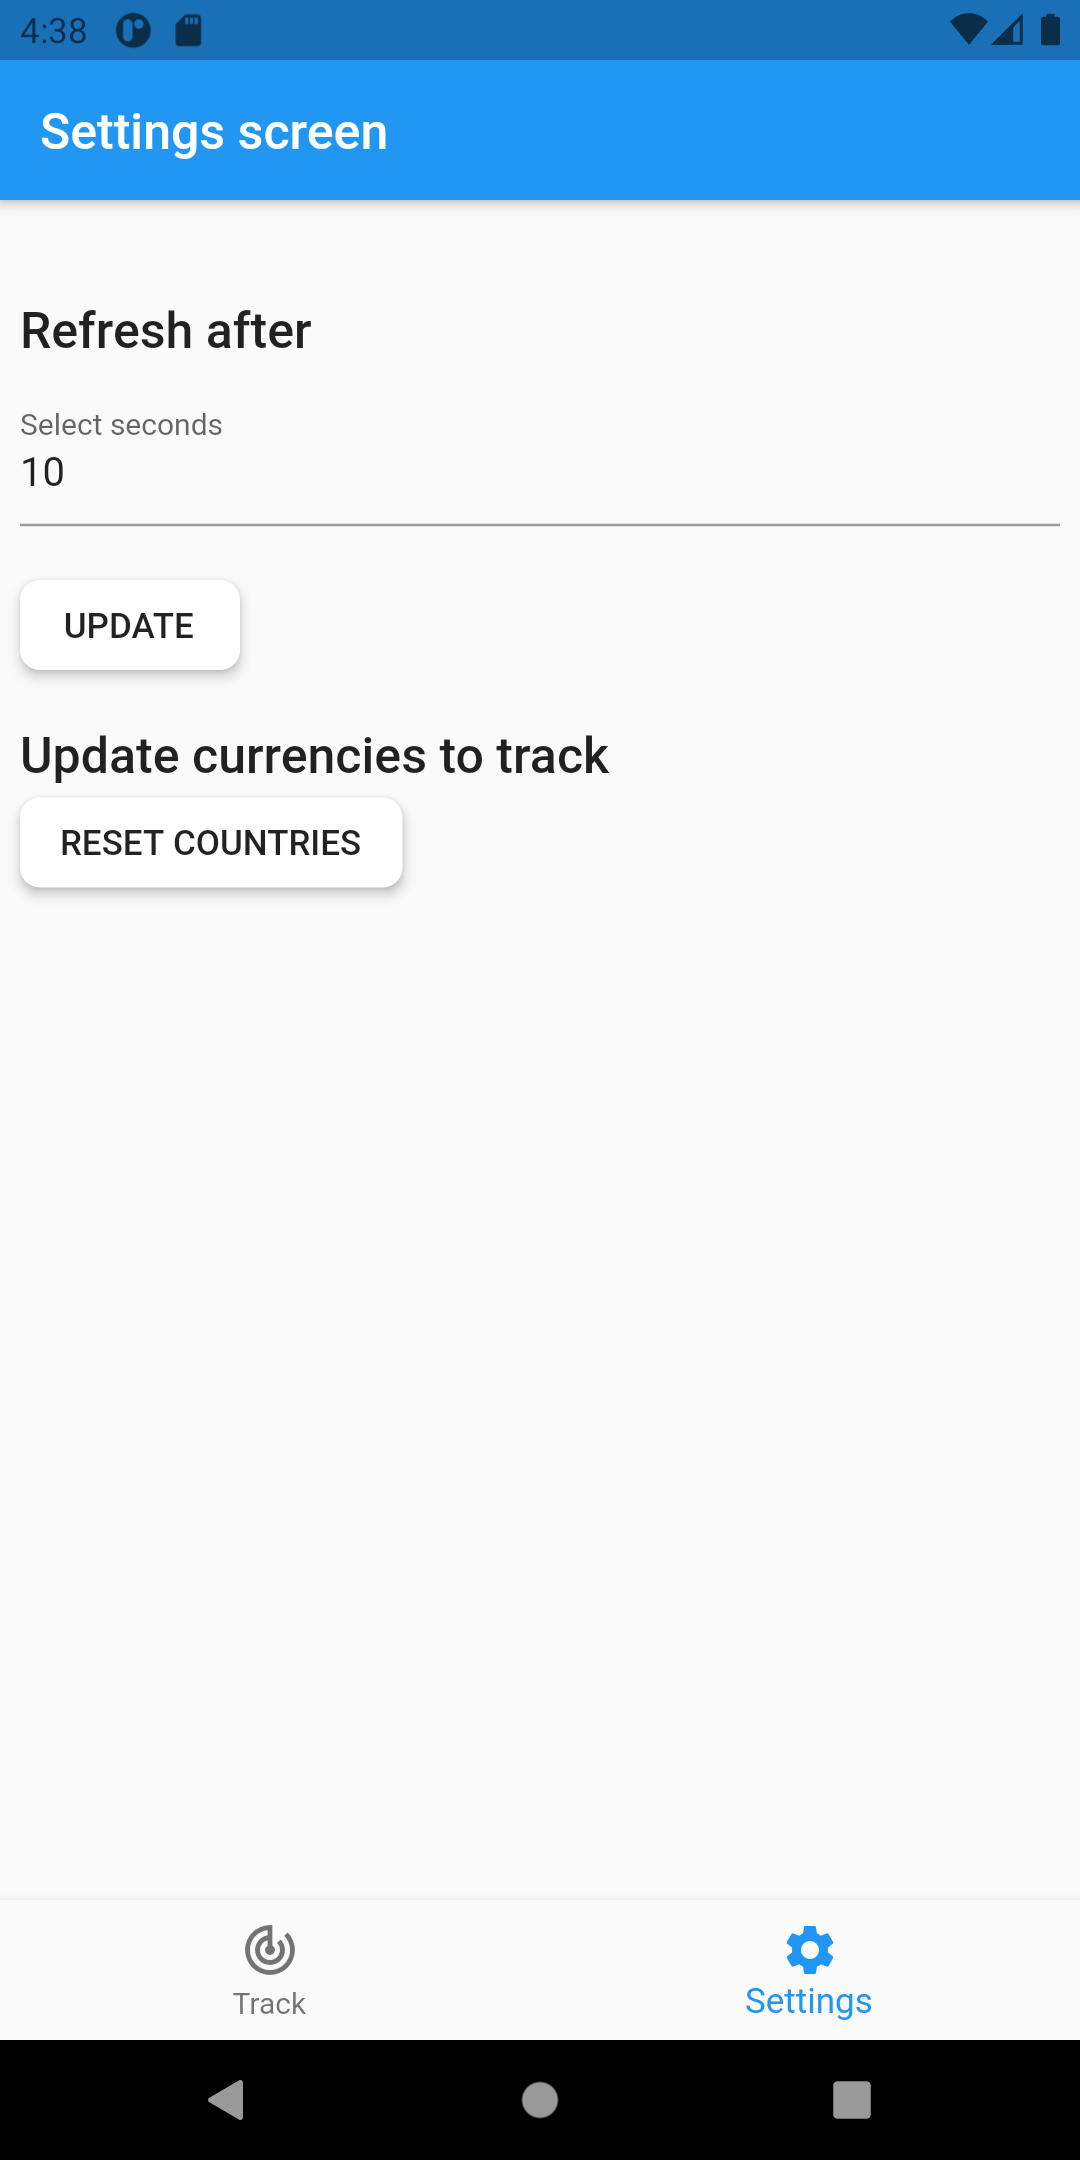 4:38
Settings screen
Refresh after
Select seconds
10
UPDATE
Update currencies to track
RESET COUNTRIES
Track
Settings